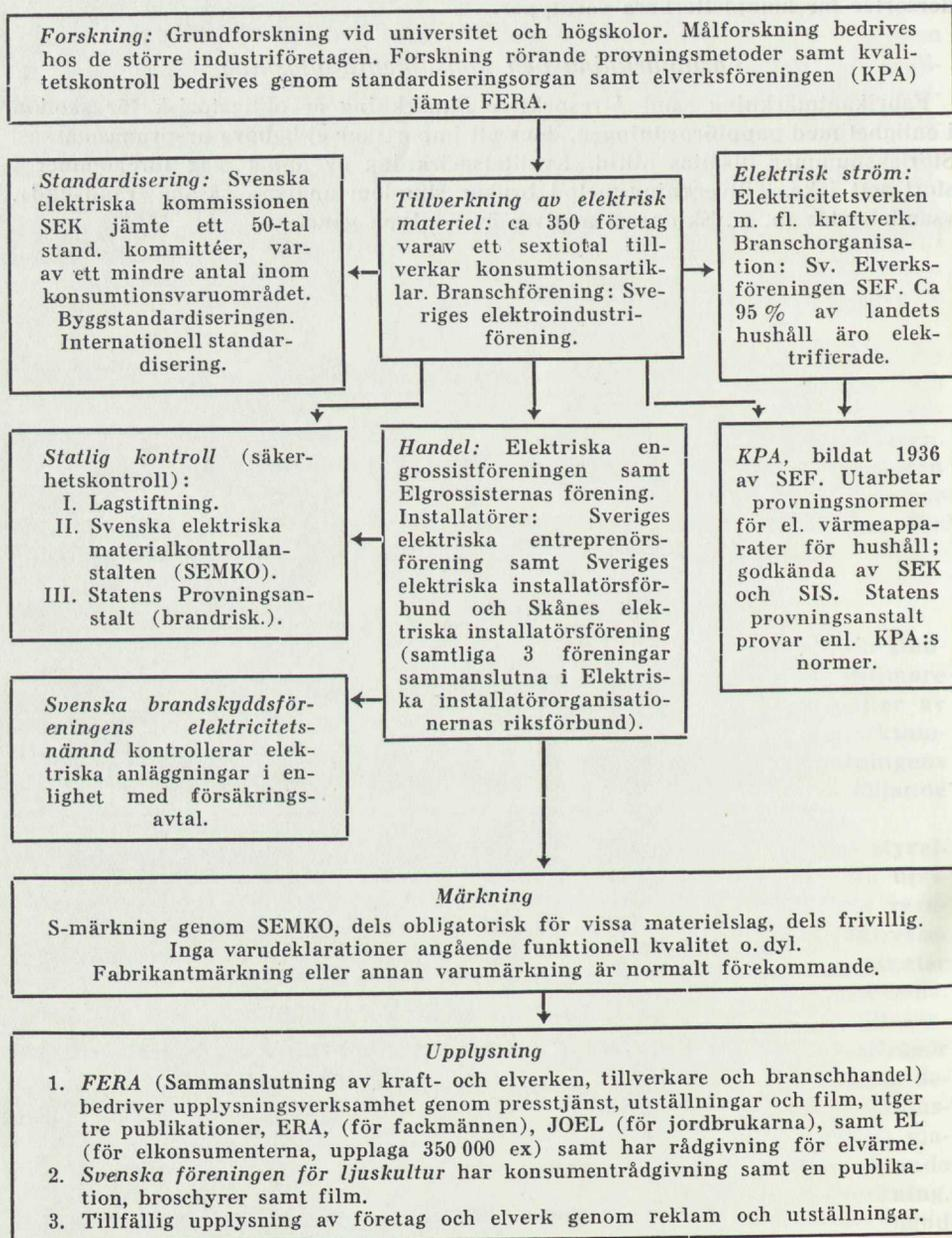 Forskning: Grundforskning vid universitet och högskolor. Målforskning bedrives
hos de större industriföretagen. Forskning rörande provningsmetoder samt kvali-
tetskontroll bedrives genom standardiseringsorgan samt elverksföreningen (KPA)
jämte FERA.
Standardisering: Svenska
elektriska kommissionen
SEK jämte ett 50-tal
stand. kommittéer, var-
av ett mindre antal inom
konsumtionsvaruområdet.
Byggstandardiseringen.
Internationell standar-
disering.
Tillverkning av elektrisk
materiel: ca 350 företag
varav ett sextiotal till-
verkar konsumtionsartik-
lar. Branschförening: Sve-
riges elektroindustri-
förening.
Elektrisk ström:
Elektricitetsverken
m. fl. kraftverk.
Branschorganisa-
tion: Sv. Elverks-
föreningen SEF. Ca
95 % av landets
hushåll äro elek-
trifierade.
Statlig kontroll (säker-
hetskontroll):
I. Lagstiftning.
II. Svenska elektriska
materialkontrollan-
stalten (SEMKO).
III. Statens Provningsan-
stalt (brandrisk.).
Handel: Elektriska en-
grossistföreningen samt
Elgrossisternas förening.
Installatörer: Sveriges
elektriska entreprenörs-
förening samt Sveriges
elektriska installatörsför-
bund och Skånes elek-
triska installatörsförening
(samtliga 3 föreningar
sammanslutna i Elektris-
ka installatörorganisatio-
nernas riksförbund).
KPA, bildat 1936
av SEF. Utarbetar
provningsnormer
för el. värmeappa-
rater för hushåll;
godkända av SEK
och SIS. Statens
provningsanstalt
provar enl. KPA:s
normer.
Svenska brandskyddsför-
eningens elektricitets-
nämnd kontrollerar elek-
triska anläggningar i en-
lighet med försäkrings-
avtal.
Märkning
S-märkning genom SEMKO, dels obligatorisk för vissa materielslag, dels frivillig.
Inga varudeklarationer angående funktionell kvalitet o. dyl.
Fabrikantmärkning eller annan varumärkning är normalt förekommande.
Upplysning
1. FERA (Sammanslutning av kraft- och elverken, tillverkare och branschhandel)
bedriver upplysningsverksamhet genom presstjänst, utställningar och film, utger
tre publikationer, ERA, (för fackmännen), JOEL (för jordbrukarna), samt EL
(för elkonsumenterna, upplaga 350 000 ex) samt har rådgivning för elvärme.
2. Svenska föreningen för ljuskultur har konsumentrådgivning samt en publika-
tion, broschyrer samt film.
3. Tillfällig upplysning av företag och elverk genom reklam och utställningar.